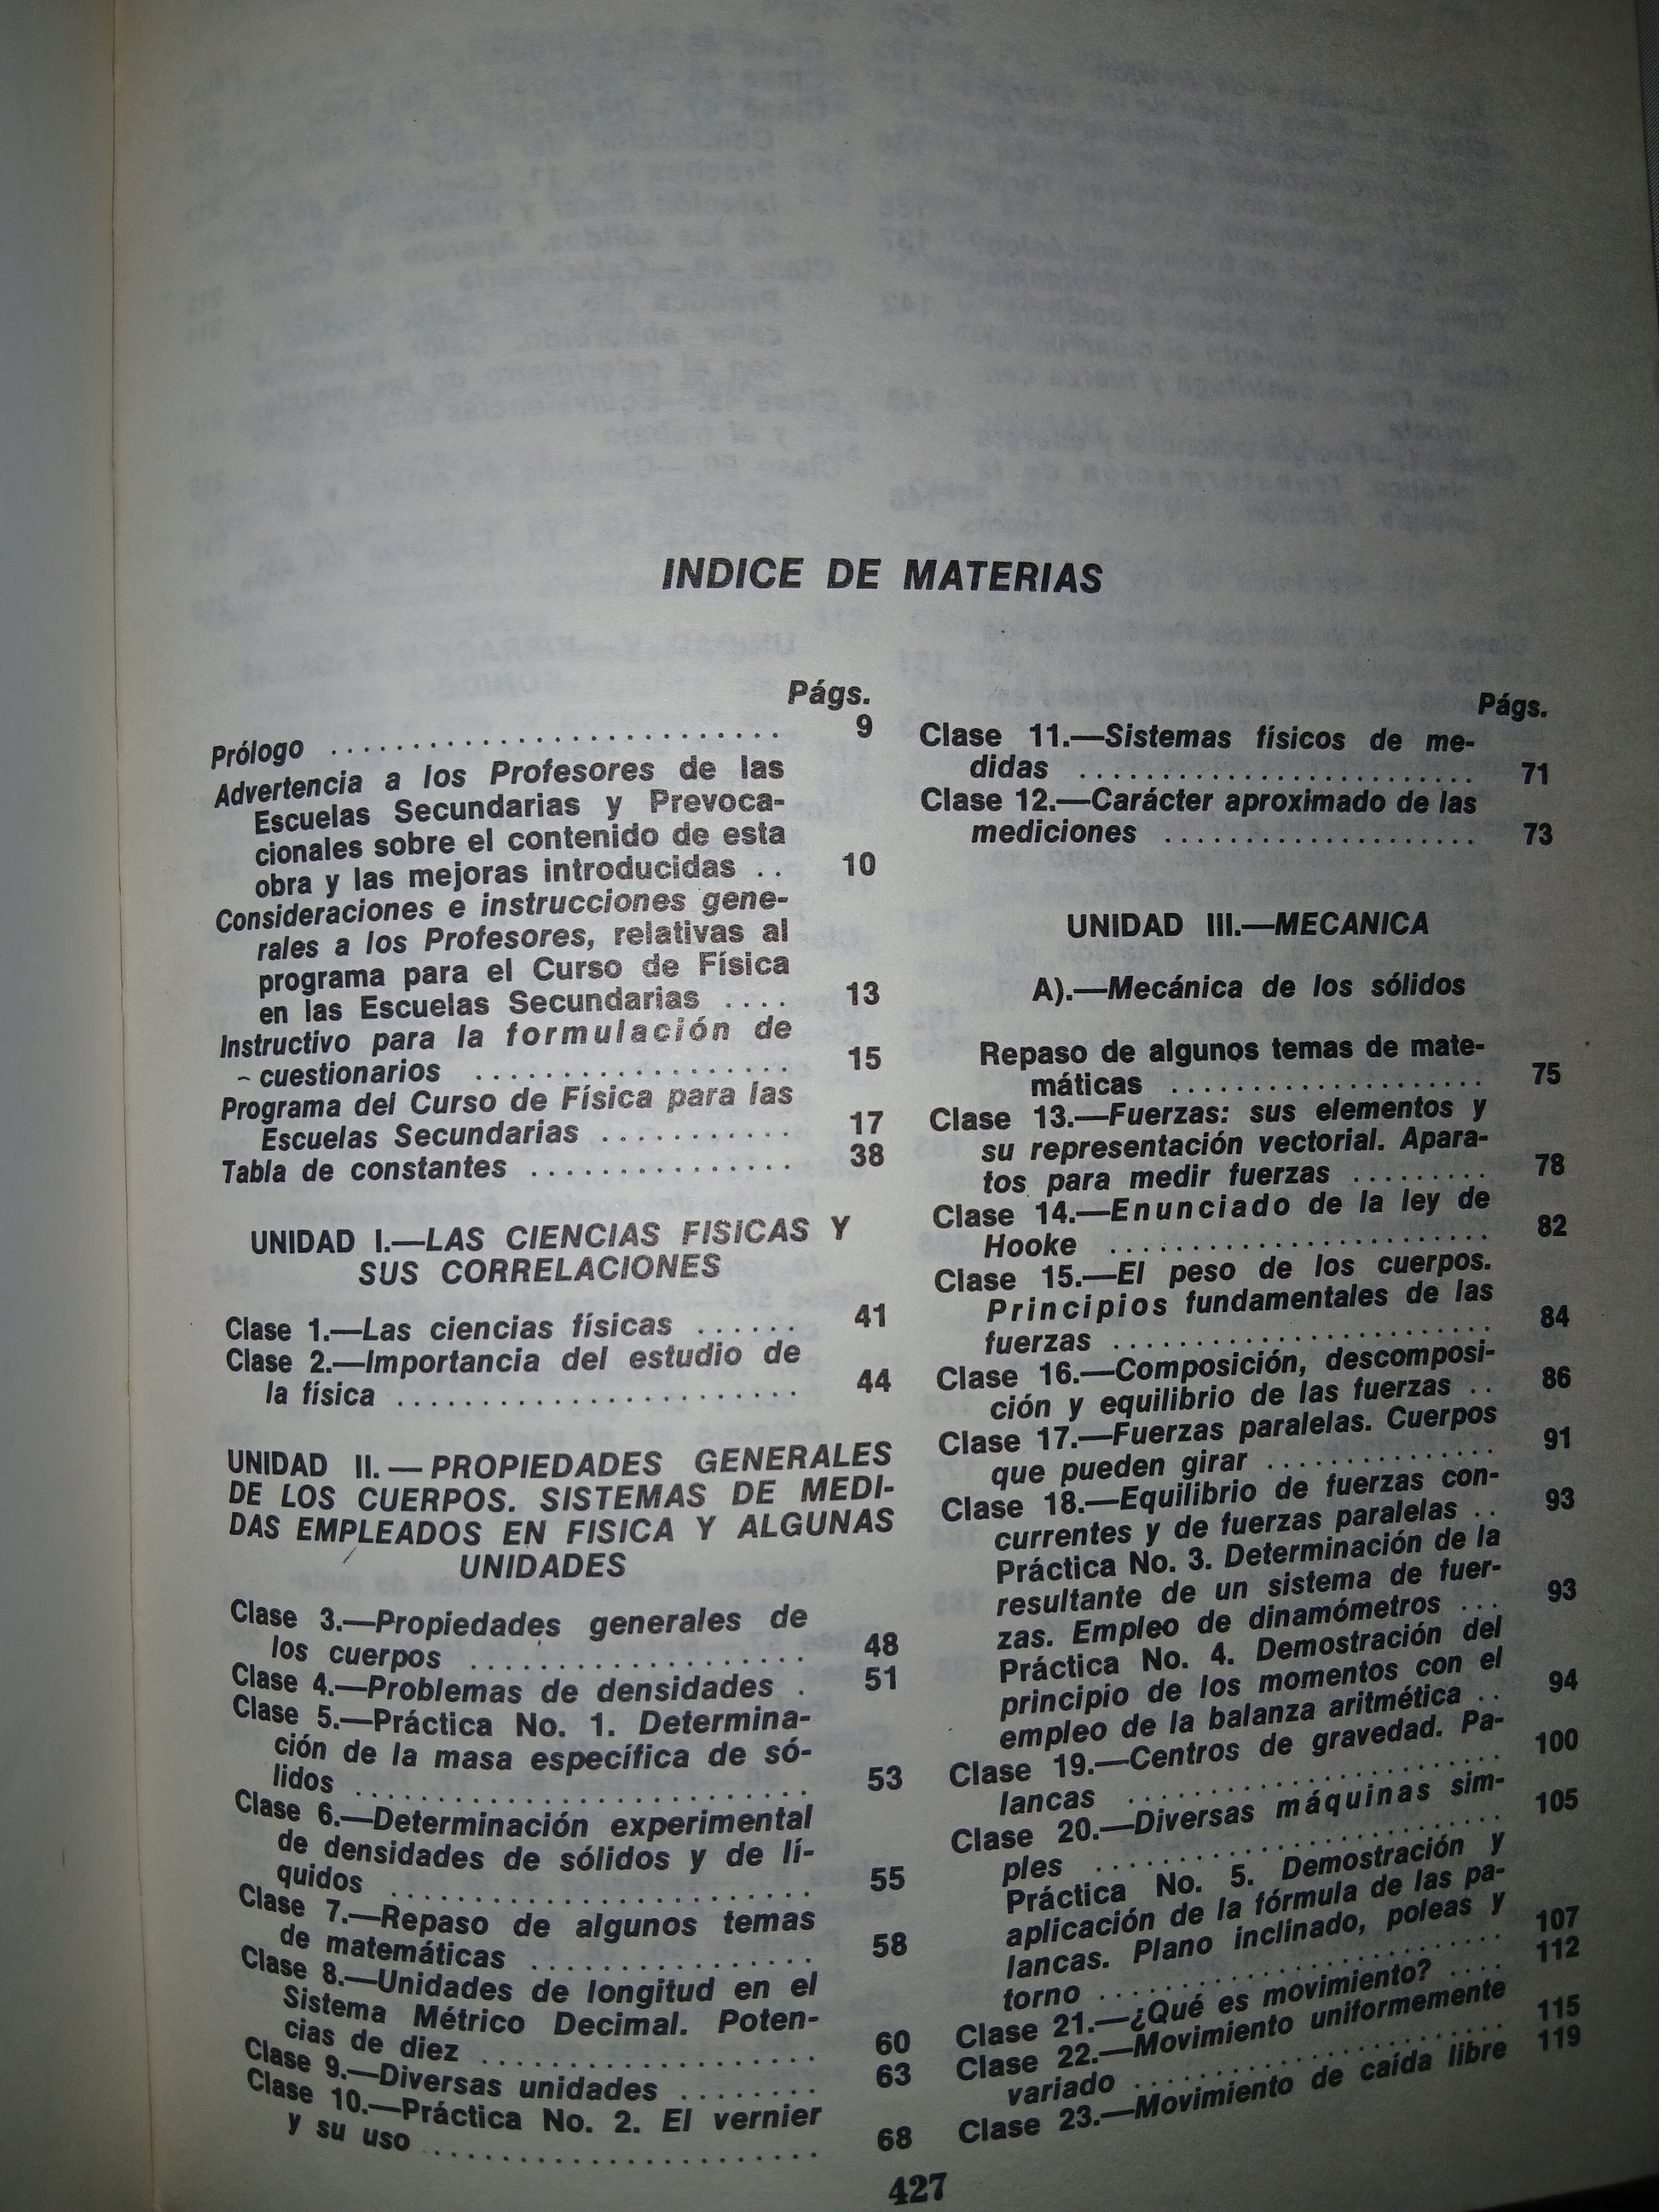 INDICE DE MATERIAS
Págs.
Prólogo ........................... 9
Advertencia a los Profesores de las
Escuelas Secundarias y Prevoca-
cionales sobre el contenido de esta
obra y las mejoras introducidas .. 10
Consideraciones e instrucciones gene-
rales a los Profesores, relativas al
programa para el Curso de Física
en las Escuelas Secundarias .... 13
Instructivo para la formulación de
cuestionarios ................... 15
Programa del Curso de Física para las
Escuelas Secundarias ............ 17
Tabla de constantes ................ 38
UNIDAD I.—LAS CIENCIAS FISICAS Y
SUS CORRELACIONES
Clase 1.—Las ciencias físicas ...... 41
Clase 2.—Importancia del estudio de
la física ........................ 44
UNIDAD II.—PROPIEDADES GENERALES
DE LOS CUERPOS. SISTEMAS DE MEDI-
DAS EMPLEADOS EN FISICA Y ALGUNAS
UNIDADES
Clase 3.—Propiedades generales de
los cuerpos .................... 48
Clase 4.—Problemas de densidades . 51
Clase 5.—Práctica No. 1. Determina-
ción de la masa específica de só-
lidos ........................... 53
Clase 6.—Determinación experimental
de densidades de sólidos y de lí-
quidos ......................... 55
Clase 7.—Repaso de algunos temas
de matemáticas ................. 58
Clase 8.—Unidades de longitud en el
Sistema Métrico Decimal. Poten-
cias de diez .................... 60
Clase 9.—Diversas unidades ........ 63
Clase 10.—Práctica No. 2. El vernier
y su uso ........................ 68
Págs.
Clase 11.—Sistemas físicos de me-
didas ........................ 71
Clase 12.—Carácter aproximado de las
mediciones ................... 73
UNIDAD III.—MECANICA
A).—Mecánica de los sólidos
Repaso de algunos temas de mate-
máticas ................... 75
Clase 13.—Fuerzas: sus elementos y
su representación vectorial. Apara-
tos para medir fuerzas ......... 78
Clase 14.—Enunciado de la ley de
Hooke ....................... 82
Clase 15.—El peso de los cuerpos.
Principios fundamentales de las
fuerzas ....................... 84
Clase 16.—Composición, descomposi-
ción y equilibrio de las fuerzas .. 86
Clase 17.—Fuerzas paralelas. Cuerpos
que pueden girar .............. 91
Clase 18.—Equilibrio de fuerzas con-
currentes y de fuerzas paralelas .. 93
Práctica No. 3. Determinación de la
resultante de un sistema de fuer-
zas. Empleo de dinamómetros ... 93
Práctica No. 4. Demostración del
principio de los momentos con el
empleo de la balanza aritmética .. 94
Clase 19.—Centros de gravedad. Pa-
lancas ....................... 100
Clase 20.—Diversas máquinas sim-
ples ......................... 105
Práctica No. 5. Demostración y
aplicación de la fórmula de las pa-
lancas. Plano inclinado, poleas y
torno ........................ 107
Clase 21.—¿Qué es movimiento? .... 112
Clase 22.—Movimiento uniformemente
variado ...................... 115
Clase 23.—Movimiento de caída libre 119
427